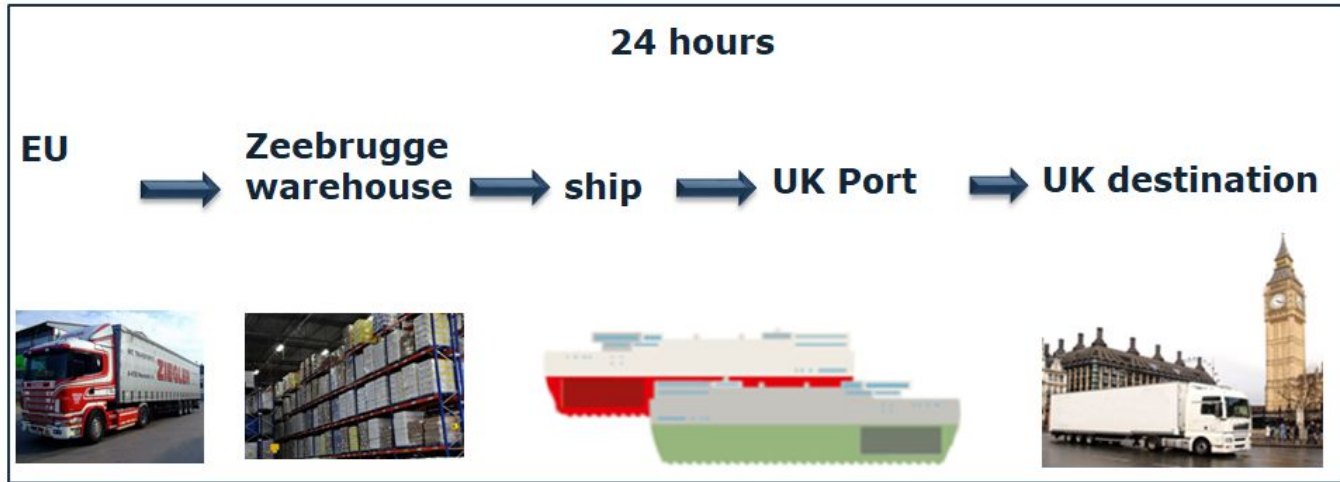 24 hours
EU
Zeebrugge
warehouse
ship
UK Port
UK destination
ZIEGLER